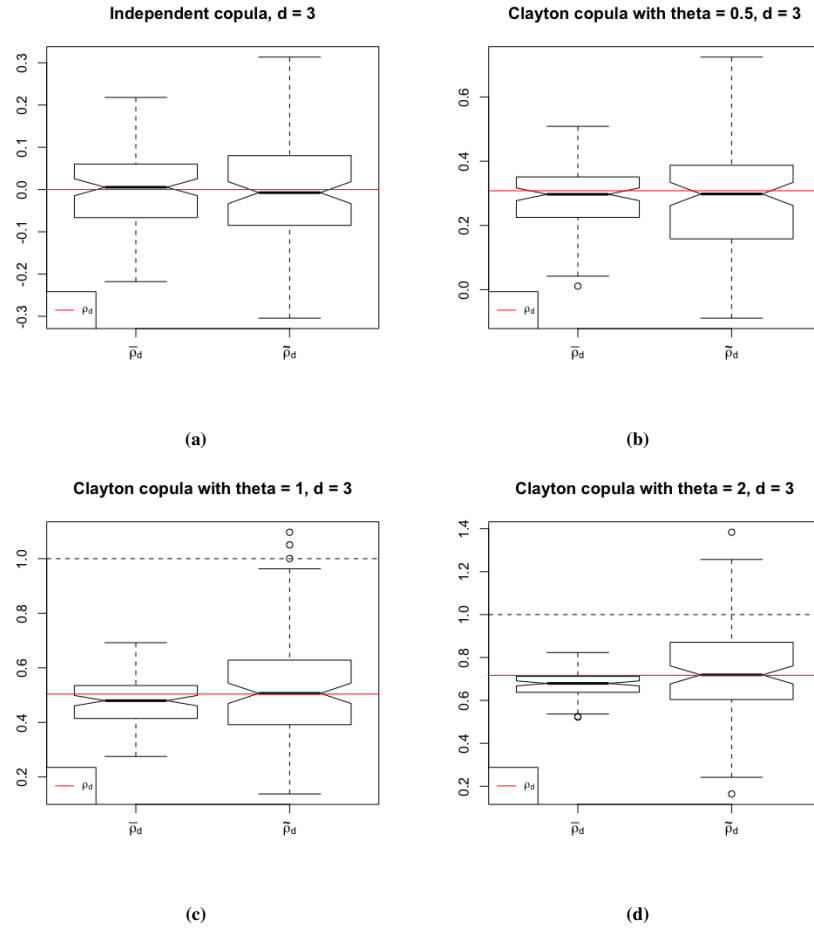 Independent copula, d = 3
0.3
0.2
0.1
0.0
-0.1
-0.2
-0.3
ρd
ρ̅d
ρ̃d
(a)
Clayton copula with theta = 0.5, d = 3
0.6
0.4
0.2
0.0
ρd
ρ̅d
ρ̃d
(b)
Clayton copula with theta = 1, d = 3
1.0
0.8
0.6
0.4
0.2
ρd
ρ̅d
ρ̃d
(c)
Clayton copula with theta = 2, d = 3
1.4
1.2
1.0
0.8
0.6
0.4
0.2
ρd
ρ̅d
ρ̃d
(d)